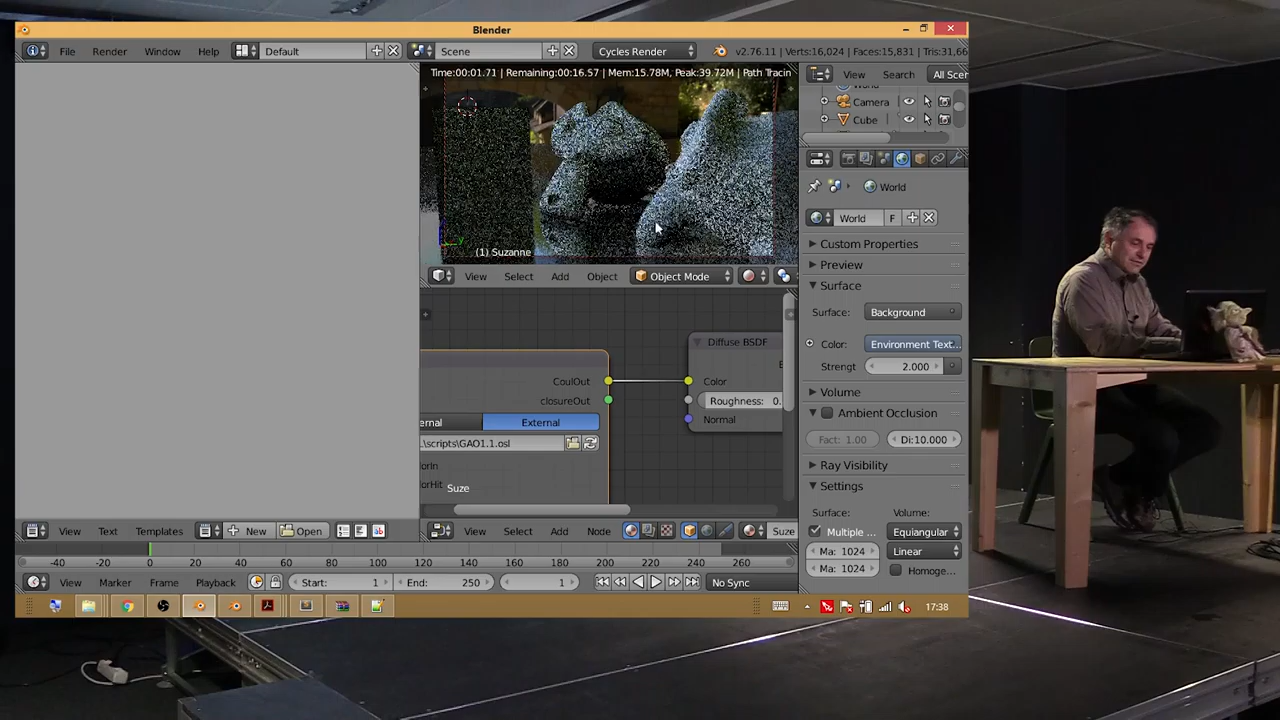 Blender
File Render Window Help Default Scene Cycles Render v2.76.11 | Verts:16,024 | Faces:15,831 | Tris:31,66
Time:00:01.71 | Remaining:00:16.57 | Mem:15.78M, Peak:39.72M | Path Tracin
(1) Suzanne
View Select Add Object Object Mode
Diffuse BSDF
CoulOut Color
closureOut Roughness: 0.
Normal
ernal External
.\scripts\GAO1.1.osl
orIn
orHit
Suze
View Search All Scen
World
Camera
Cube
World
World F
Custom Properties
Preview
Surface
Surface: Background
Color: Environment Text...
Strengt 2.000
Volume
Ambient Occlusion
Fact: 1.00 Di:10.000
Ray Visibility
Settings
Surface: Volume:
Multiple ... Equiangular
Ma: 1024 Linear
Ma: 1024 Homoge...
View Text Templates New Open
View Select Add Node Suze
-40 -20 0 20 40 60 80 100 120 140 160 180 200 220 240 260
View Marker Frame Playback Start: 1 End: 250 1 No Sync
17:38